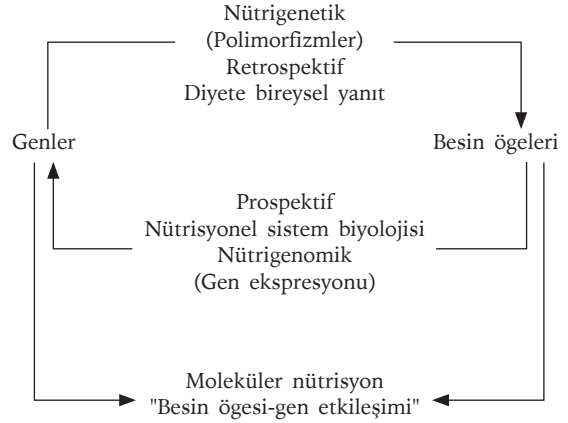 Nütrigenetik
(Polimorfizmler)
Retrospektif
Diyete bireysel yanıt
Genler
Besin ögeleri
Prospektif
Nütrisyonel sistem biyolojisi
Nütrigenomik
(Gen ekspresyonu)
Moleküler nütrisyon
"Besin ögesi-gen etkileşimi"